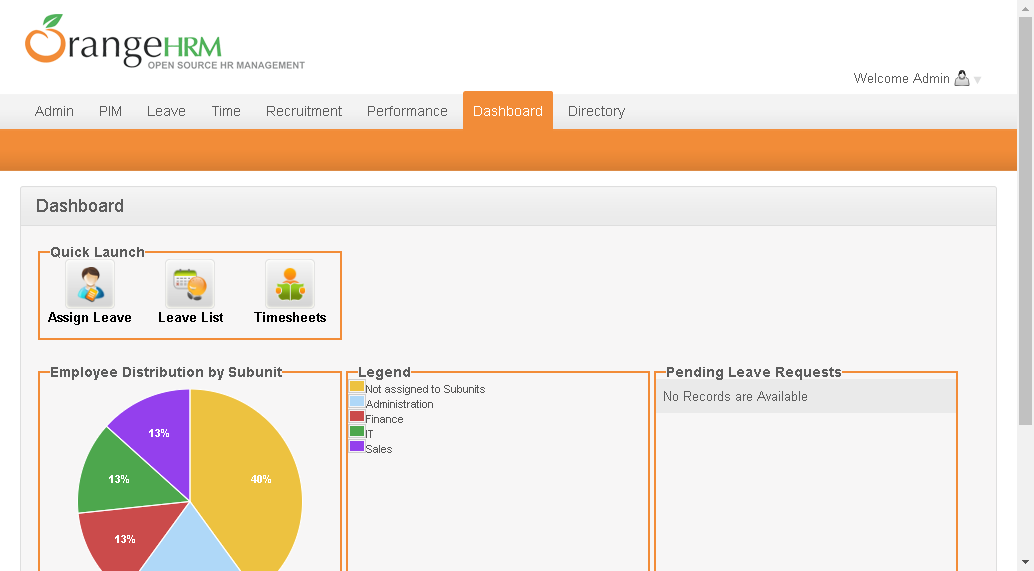 OrangeHRM
OPEN SOURCE HR MANAGEMENT
Welcome Admin
Admin PIM Leave Time Recruitment Performance Dashboard Directory
Dashboard
Quick Launch
Assign Leave Leave List Timesheets
Employee Distribution by Subunit
13%
40%
13%
13%
Legend
Not assigned to Subunits
Administration
Finance
IT
Sales
Pending Leave Requests
No Records are Available